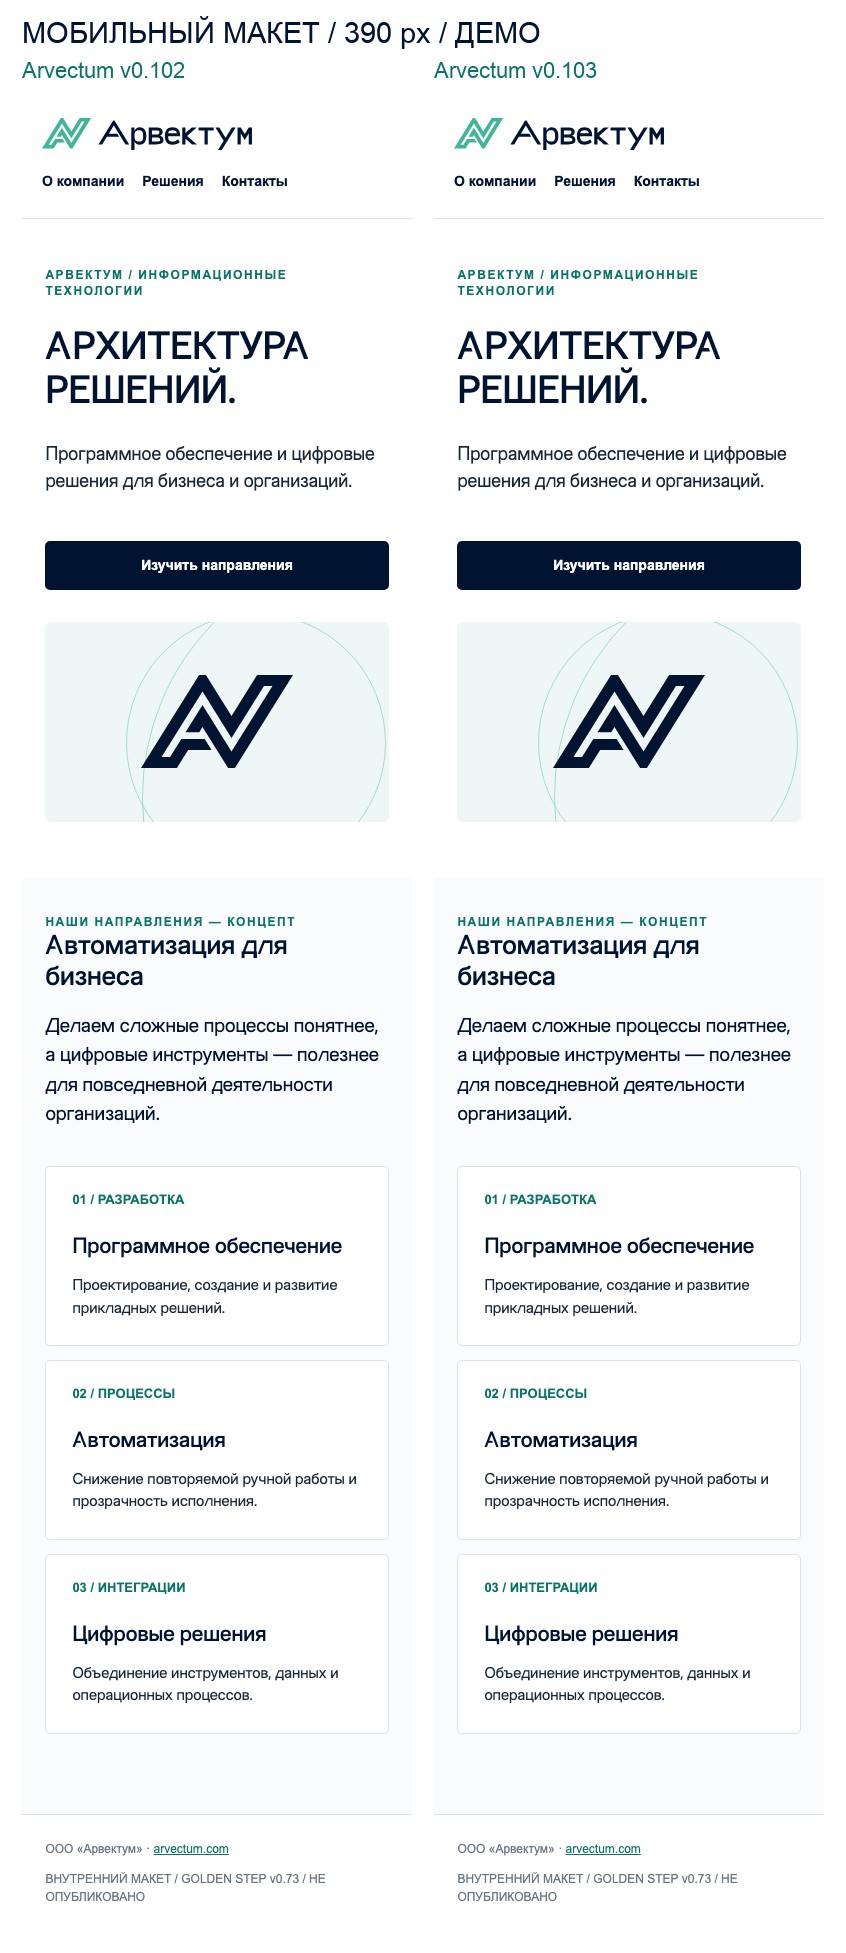 МОБИЛЬНЫЙ МАКЕТ / 390 px / ДЕМО
Arvectum v0.102
Арвектум
О компании Решения Контакты
АРВЕКТУМ / ИНФОРМАЦИОННЫЕ
ТЕХНОЛОГИИ
АРХИТЕКТУРА
РЕШЕНИЙ.
Программное обеспечение и цифровые
решения для бизнеса и организаций.
Изучить направления
НАШИ НАПРАВЛЕНИЯ — КОНЦЕПТ
Автоматизация для
бизнеса
Делаем сложные процессы понятнее,
а цифровые инструменты — полезнее
для повседневной деятельности
организаций.
01 / РАЗРАБОТКА
Программное обеспечение
Проектирование, создание и развитие
прикладных решений.
02 / ПРОЦЕССЫ
Автоматизация
Снижение повторяемой ручной работы и
прозрачность исполнения.
03 / ИНТЕГРАЦИИ
Цифровые решения
Объединение инструментов, данных и
операционных процессов.
ООО «Арвектум» · arvectum.com
ВНУТРЕННИЙ МАКЕТ / GOLDEN STEP v0.73 / НЕ
ОПУБЛИКОВАНО
Arvectum v0.103
Арвектум
О компании Решения Контакты
АРВЕКТУМ / ИНФОРМАЦИОННЫЕ
ТЕХНОЛОГИИ
АРХИТЕКТУРА
РЕШЕНИЙ.
Программное обеспечение и цифровые
решения для бизнеса и организаций.
Изучить направления
НАШИ НАПРАВЛЕНИЯ — КОНЦЕПТ
Автоматизация для
бизнеса
Делаем сложные процессы понятнее,
а цифровые инструменты — полезнее
для повседневной деятельности
организаций.
01 / РАЗРАБОТКА
Программное обеспечение
Проектирование, создание и развитие
прикладных решений.
02 / ПРОЦЕССЫ
Автоматизация
Снижение повторяемой ручной работы и
прозрачность исполнения.
03 / ИНТЕГРАЦИИ
Цифровые решения
Объединение инструментов, данных и
операционных процессов.
ООО «Арвектум» · arvectum.com
ВНУТРЕННИЙ МАКЕТ / GOLDEN STEP v0.73 / НЕ
ОПУБЛИКОВАНО